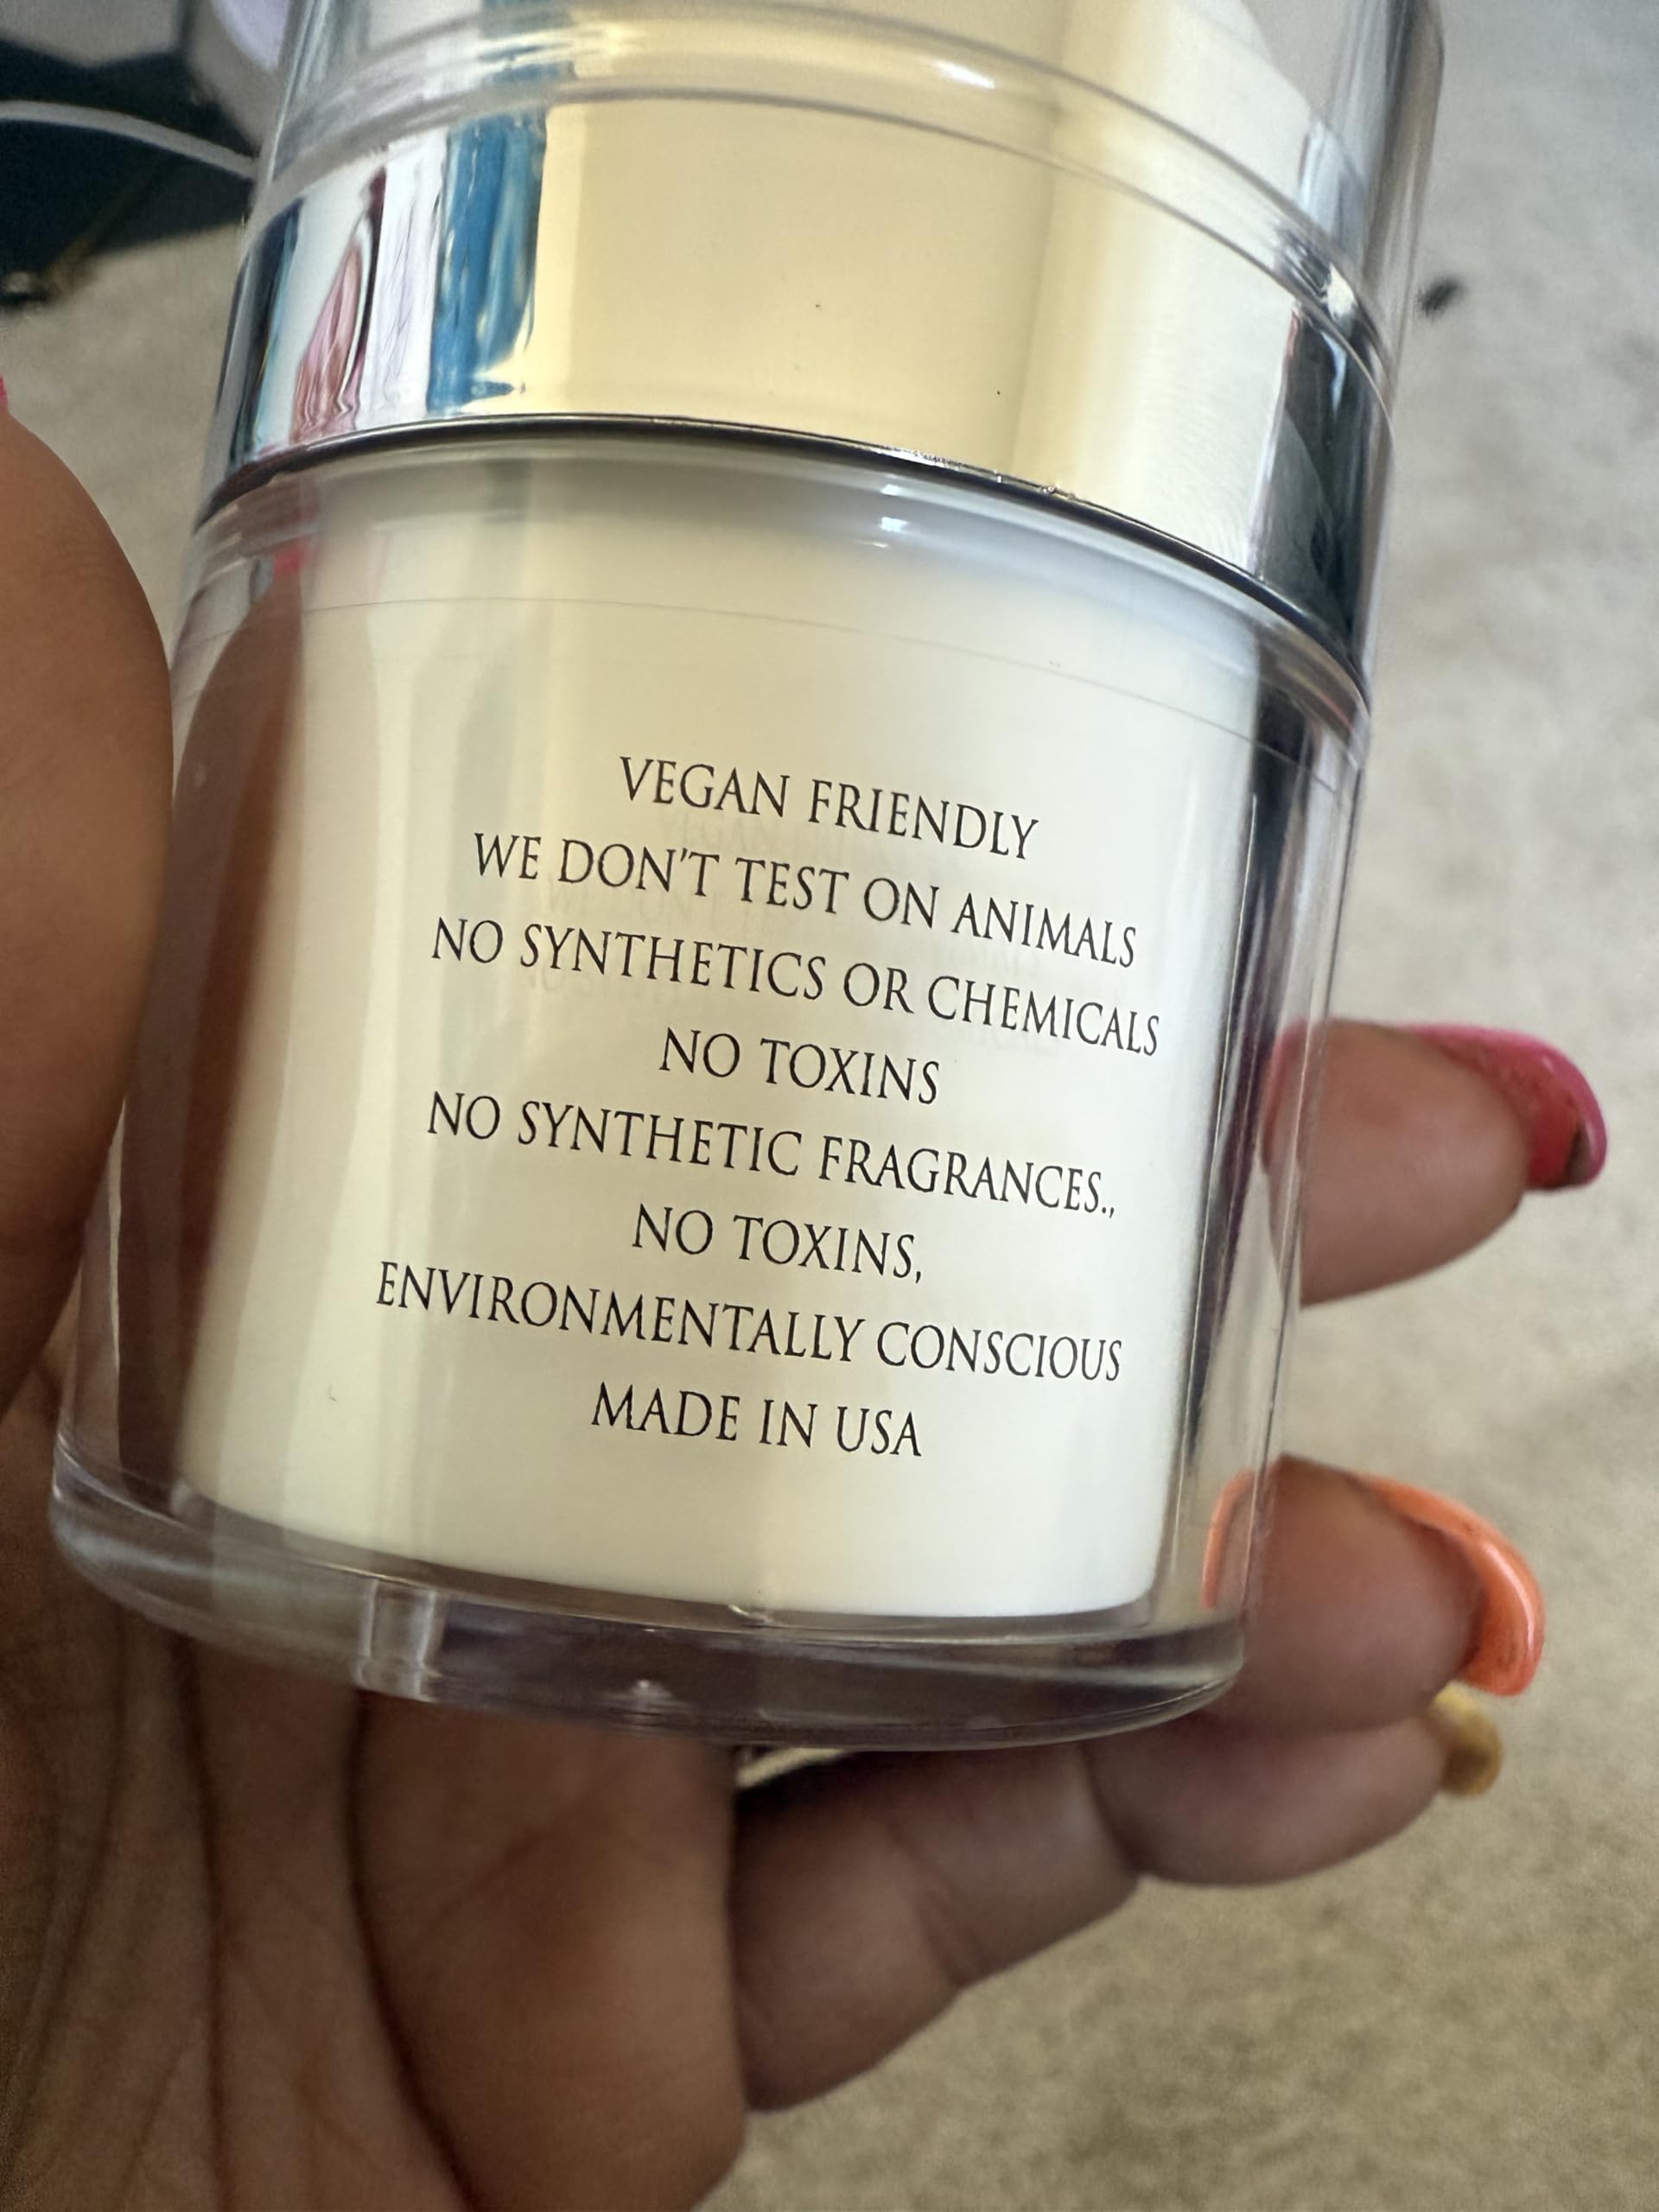 VEGAN FRIENDLY
WE DON'T TEST ON ANIMALS
NO SYNTHETICS OR CHEMICALS
NO TOXINS
NO SYNTHETIC FRAGRANCES.,
NO TOXINS,
ENVIRONMENTALLY CONSCIOUS
MADE IN USA